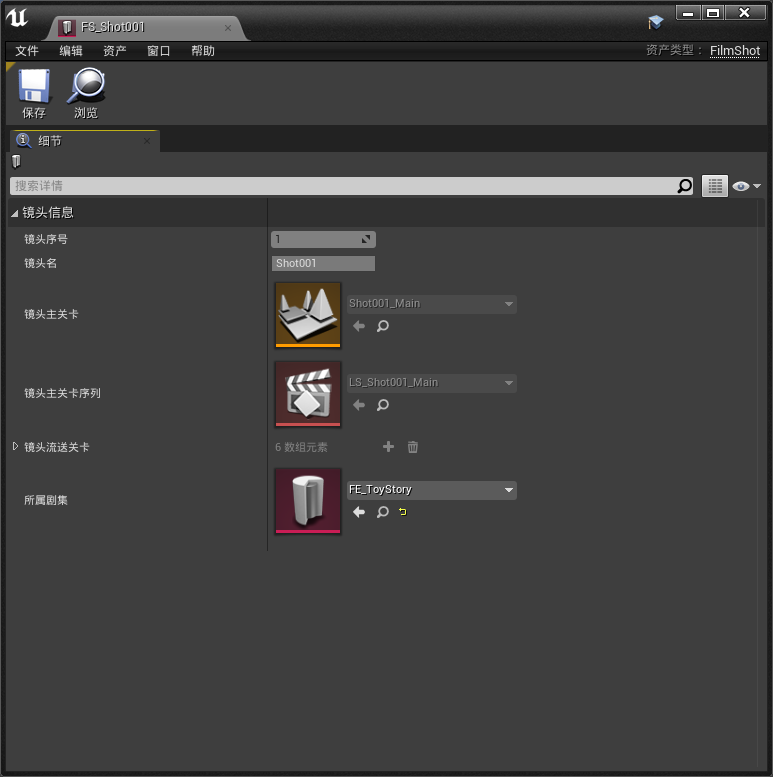 FS_Shot001
文件 编辑 资产 窗口 帮助 资产类型： FilmShot
保存 浏览
细节
搜索详情
镜头信息
镜头序号 1
镜头名 Shot001
镜头主关卡 Shot001_Main
镜头主关卡序列 LS_Shot001_Main
镜头流送关卡 6 数组元素
所属剧集 FE_ToyStory